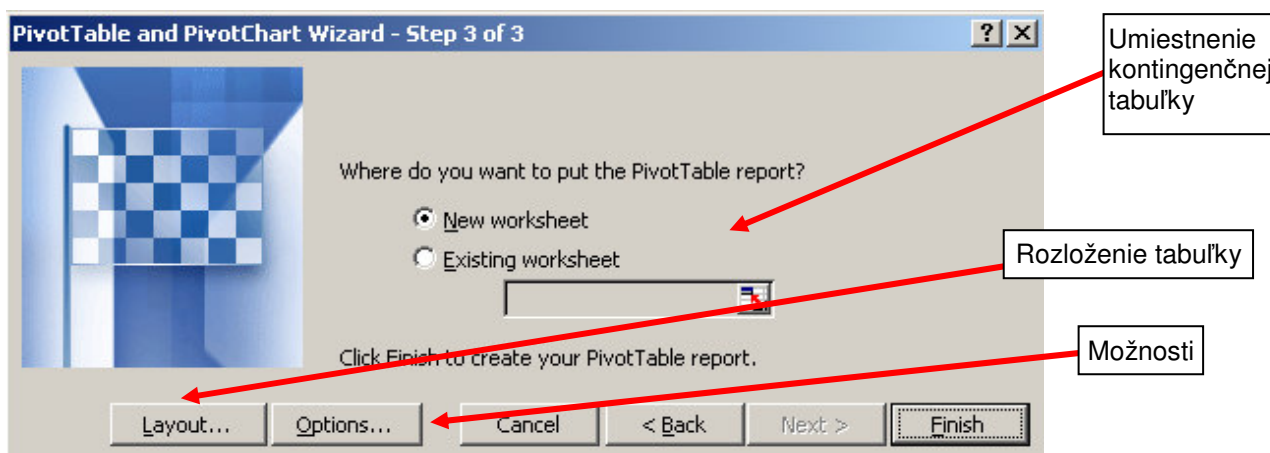 PivotTable and PivotChart Wizard - Step 3 of 3
Umiestnenie
kontingenčnej
tabuľky
Where do you want to put the PivotTable report?
New worksheet
Existing worksheet
Rozloženie tabuľky
Click Finish to create your PivotTable report.
Možnosti
Layout... Options... Cancel < Back Next > Finish